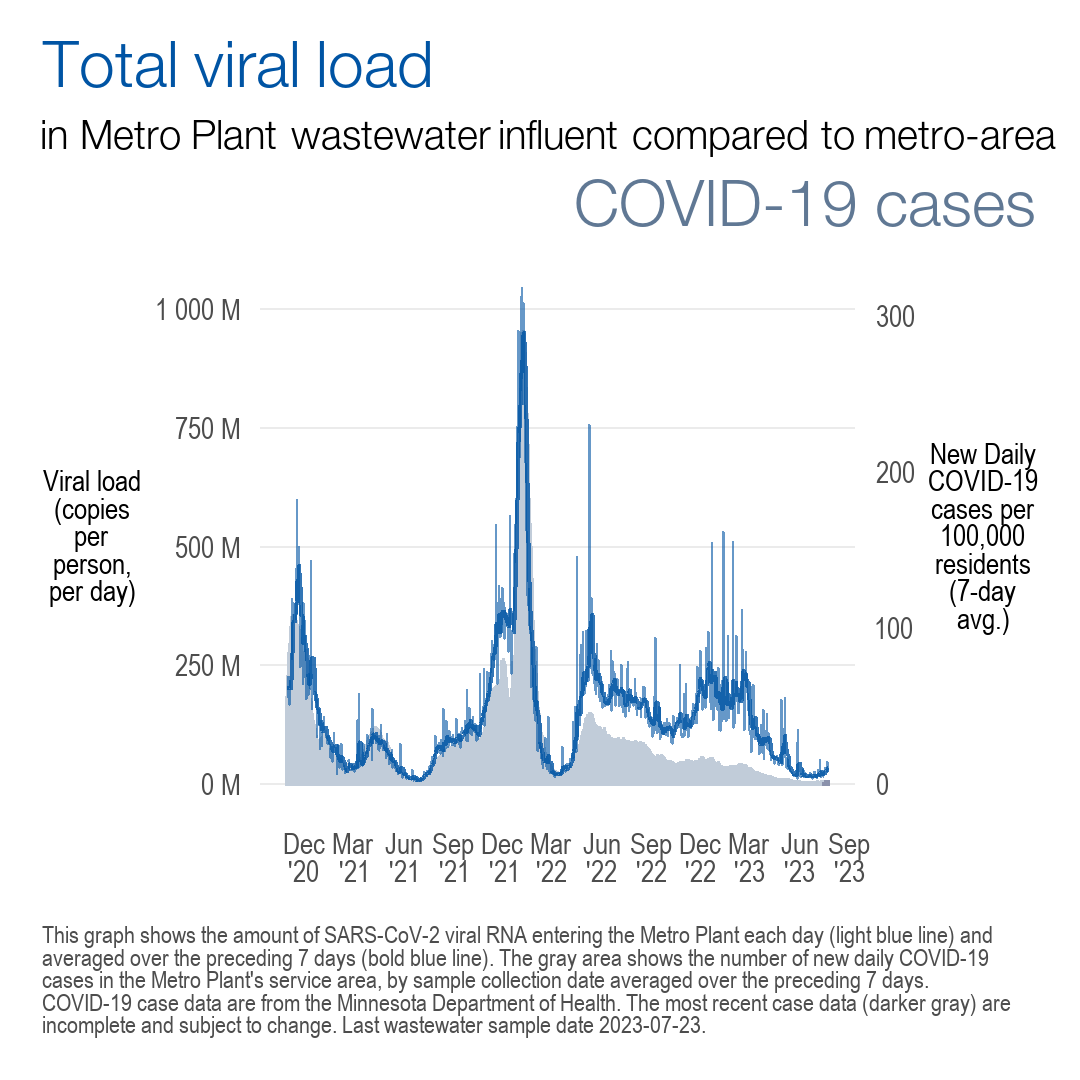 Total viral load
in Metro Plant wastewater influent compared to metro-area
COVID-19 cases
1 000 M
750 M
500 M
250 M
0 M
Viral load
(copies
per
person,
per day)
300
200
100
0
New Daily
COVID-19
cases per
100,000
residents
(7-day
avg.)
Dec Mar Jun Sep Dec Mar Jun Sep Dec Mar Jun Sep
'20 '21 '21 '21 '21 '22 '22 '22 '22 '23 '23 '23
This graph shows the amount of SARS-CoV-2 viral RNA entering the Metro Plant each day (light blue line) and
averaged over the preceding 7 days (bold blue line). The gray area shows the number of new daily COVID-19
cases in the Metro Plant's service area, by sample collection date averaged over the preceding 7 days.
COVID-19 case data are from the Minnesota Department of Health. The most recent case data (darker gray) are
incomplete and subject to change. Last wastewater sample date 2023-07-23.